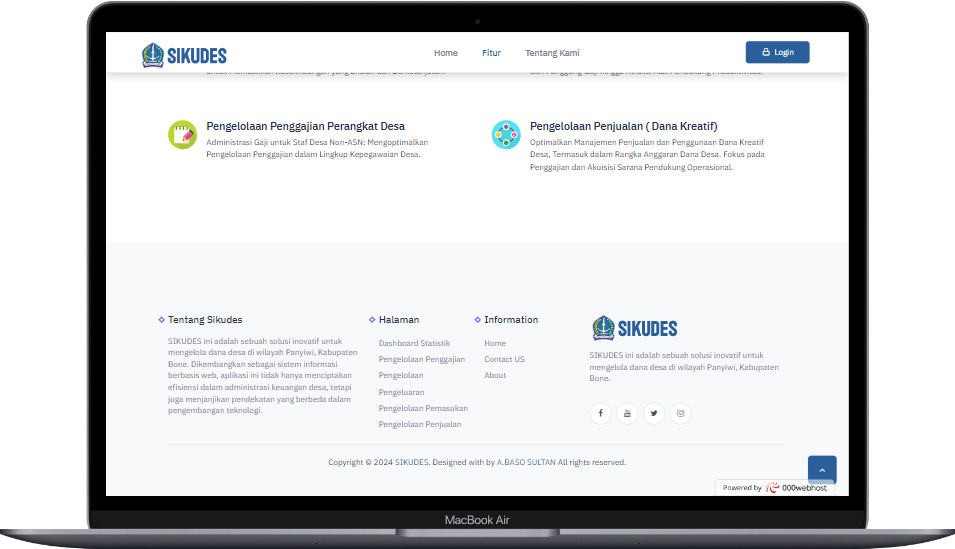 SIKUDES
Home
Fitur
Tentang Kami
Login
Pengelolaan Penggajian Perangkat Desa
Administrasi Gaji untuk Staf Desa Non-ASN: Mengoptimalkan
Pengelolaan Penggajian dalam Lingkup Kepegawaian Desa.
Pengelolaan Penjualan ( Dana Kreatif)
Optimalkan Manajemen Penjualan dan Penggunaan Dana Kreatif
Desa, Termasuk dalam Rangka Anggaran Dana Desa. Fokus pada
Penggajian dan Akuisisi Sarana Pendukung Operasional.
Tentang Sikudes
SIKUDES ini adalah sebuah solusi inovatif untuk
mengelola dana desa di wilayah Panyiwi, Kabupaten
Bone. Dikembangkan sebagai sistem informasi
berbasis web, aplikasi ini tidak hanya menciptakan
efisiensi dalam administrasi keuangan desa, tetapi
juga menjanjikan pendekatan yang berbeda dalam
pengembangan teknologi.
Halaman
Dashboard Statistik
Pengelolaan Penggajian
Pengelolaan
Pengeluaran
Pengelolaan Pemasukan
Pengelolaan Penjualan
Information
Home
Contact US
About
SIKUDES
SIKUDES ini adalah sebuah solusi inovatif untuk
mengelola dana desa di wilayah Panyiwi, Kabupaten
Bone.
Copyright © 2024 SIKUDES. Designed with by A.BASO SULTAN All rights reserved.
Powered by 000webhost
MacBook Air